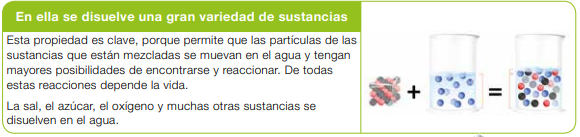 En ella se disuelve una gran variedad de sustancias
Esta propiedad es clave, porque permite que las partículas de las
sustancias que están mezcladas se muevan en el agua y tengan
mayores posibilidades de encontrarse y reaccionar. De todas
estas reacciones depende la vida.
La sal, el azúcar, el oxígeno y muchas otras sustancias se
disuelven en el agua.
+ =